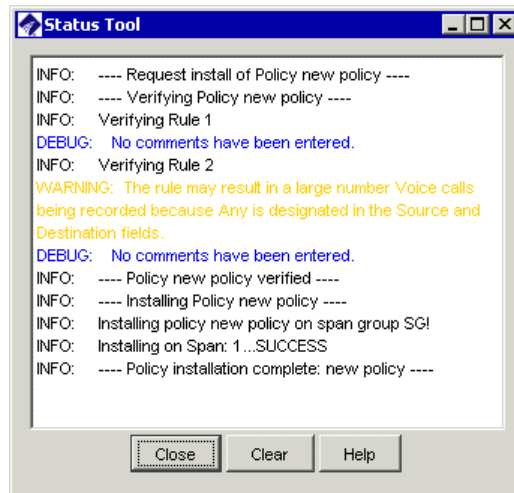 Status Tool
INFO: ---- Request install of Policy new policy ----
INFO: ---- Verifying Policy new policy ----
INFO: Verifying Rule 1
DEBUG: No comments have been entered.
INFO: Verifying Rule 2
WARNING: The rule may result in a large number Voice calls
being recorded because Any is designated in the Source and
Destination fields.
DEBUG: No comments have been entered.
INFO: ---- Policy new policy verified ----
INFO: ---- Installing Policy new policy ----
INFO: Installing policy new policy on span group SG!
INFO: Installing on Span: 1...SUCCESS
INFO: ---- Policy installation complete: new policy ----
Close Clear Help